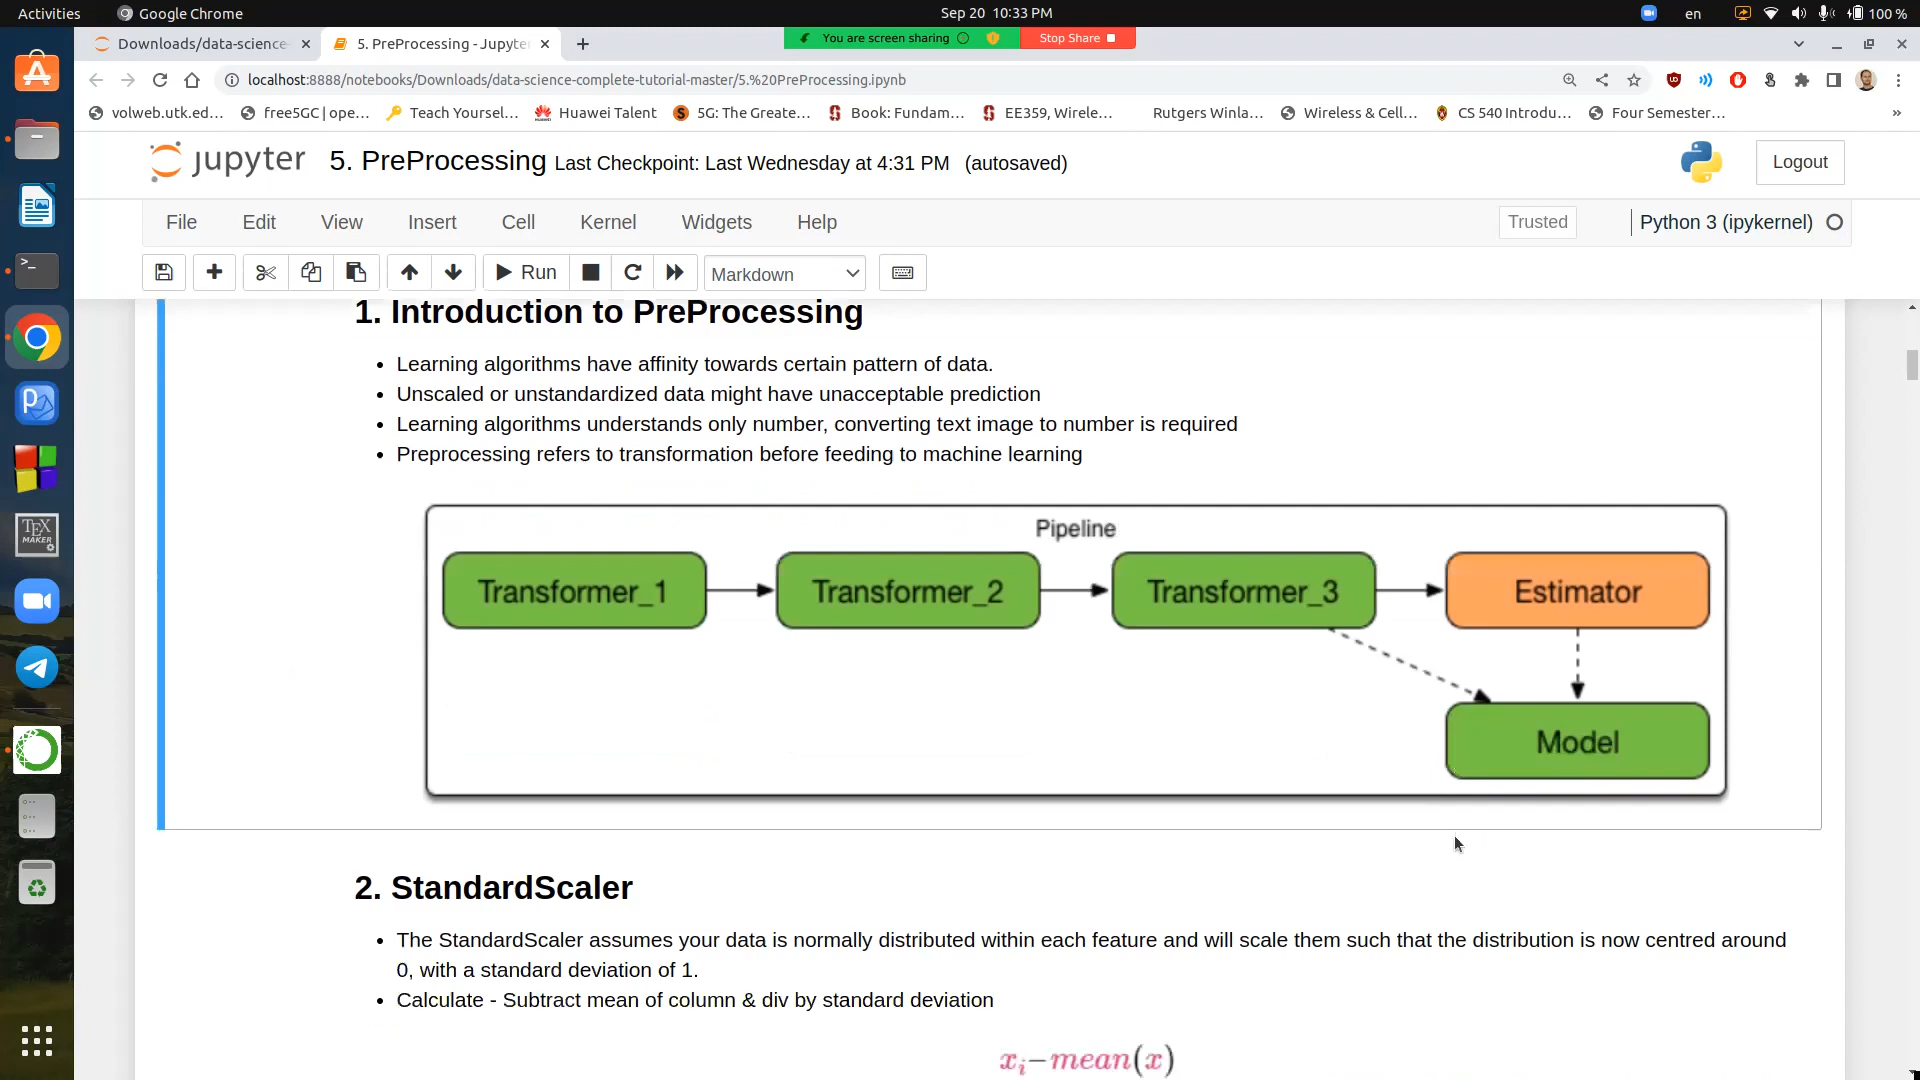 Activities
Google Chrome
Sep 20 10:33 PM
en
100 %
Downloads/data-science-
5. PreProcessing - Jupyte
You are screen sharing
Stop Share
localhost:8888/notebooks/Downloads/data-science-complete-tutorial-master/5.%20PreProcessing.ipynb
volweb.utk.ed...
free5GC | ope...
Teach Yoursel...
Huawei Talent
5G: The Greate...
Book: Fundam...
EE359, Wirele...
Rutgers Winla...
Wireless & Cell...
CS 540 Introdu...
Four Semester...
»
jupyter
5. PreProcessing
Last Checkpoint: Last Wednesday at 4:31 PM
(autosaved)
Logout
File
Edit
View
Insert
Cell
Kernel
Widgets
Help
Trusted
Python 3 (ipykernel)
Run
Markdown
1. Introduction to PreProcessing
• Learning algorithms have affinity towards certain pattern of data.
• Unscaled or unstandardized data might have unacceptable prediction
• Learning algorithms understands only number, converting text image to number is required
• Preprocessing refers to transformation before feeding to machine learning
Pipeline
Transformer_1
Transformer_2
Transformer_3
Estimator
Model
2. StandardScaler
• The StandardScaler assumes your data is normally distributed within each feature and will scale them such that the distribution is now centred around
0, with a standard deviation of 1.
• Calculate - Subtract mean of column & div by standard deviation
xᵢ−mean(x)
TEX
MAKER